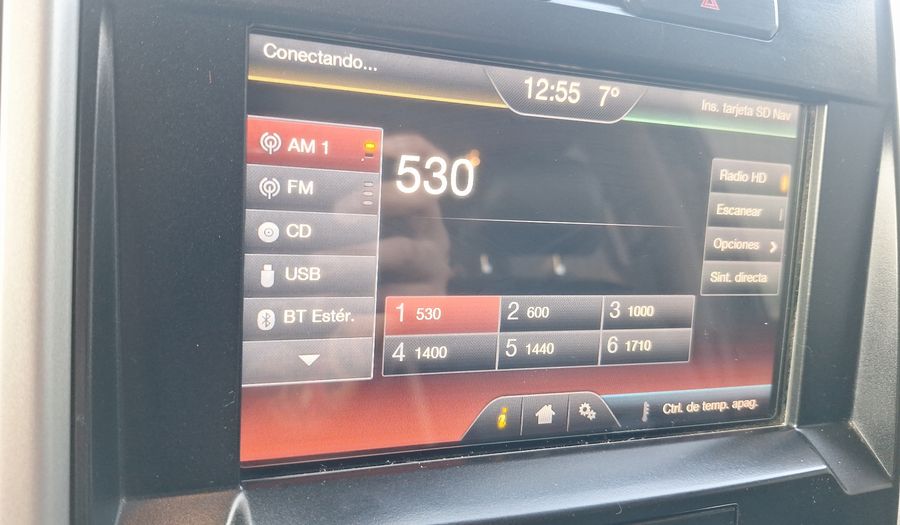 Conectando...
12:55 7°
Ins. tarjeta SD Nav
AM 1
FM
CD
USB
BT Estér.
530
Radio HD
Escanear
Opciones
Sint. directa
1 530
2 600
3 1000
4 1400
5 1440
6 1710
i
Ctrl. de temp. apag.